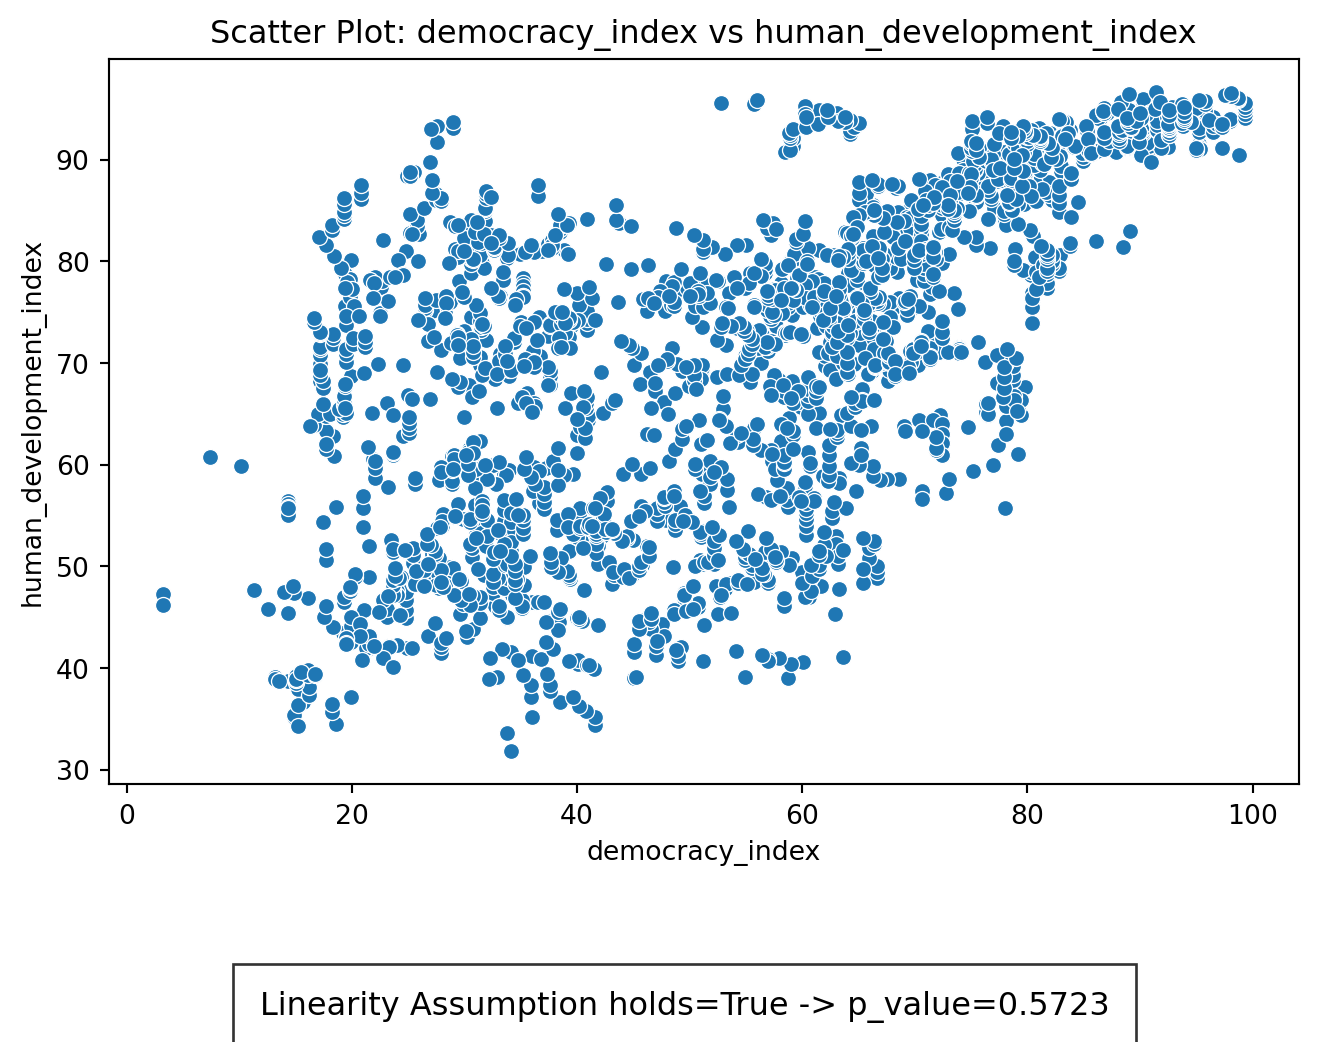 Scatter Plot: democracy_index vs human_development_index
human_development_index
90
80
70
60
50
40
30
0 20 40 60 80 100
democracy_index
Linearity Assumption holds=True -> p_value=0.5723